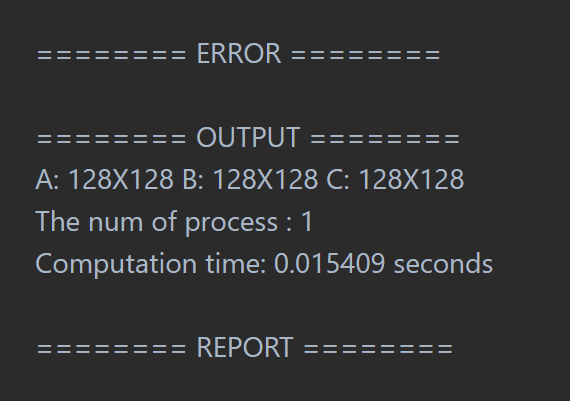 ======== ERROR ========
======== OUTPUT ========
A: 128X128 B: 128X128 C: 128X128
The num of process : 1
Computation time: 0.015409 seconds
======== REPORT ========